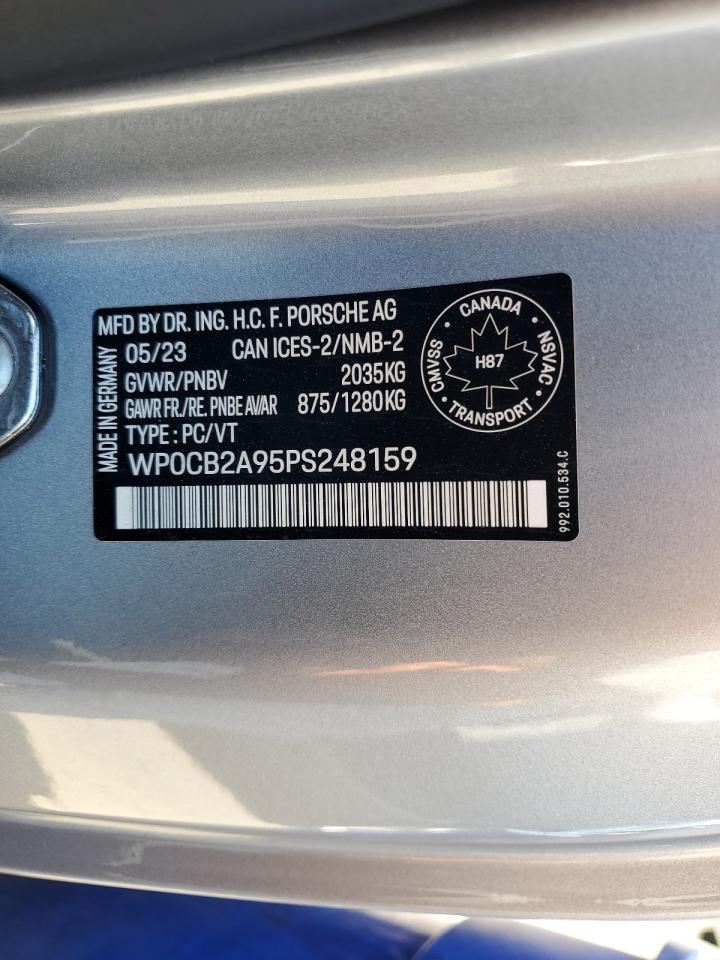 MADE IN GERMANY
MFD BY DR. ING. H.C. F. PORSCHE AG
05/23 CAN ICES-2/NMB-2
GVWR/PNBV 2035KG
GAWR FR./RE. PNBE AV/AR 875/1280KG
TYPE : PC/VT
WP0CB2A95PS248159
CANADA
CMVSS
H87
NSVAC
TRANSPORT
992.010.534.C